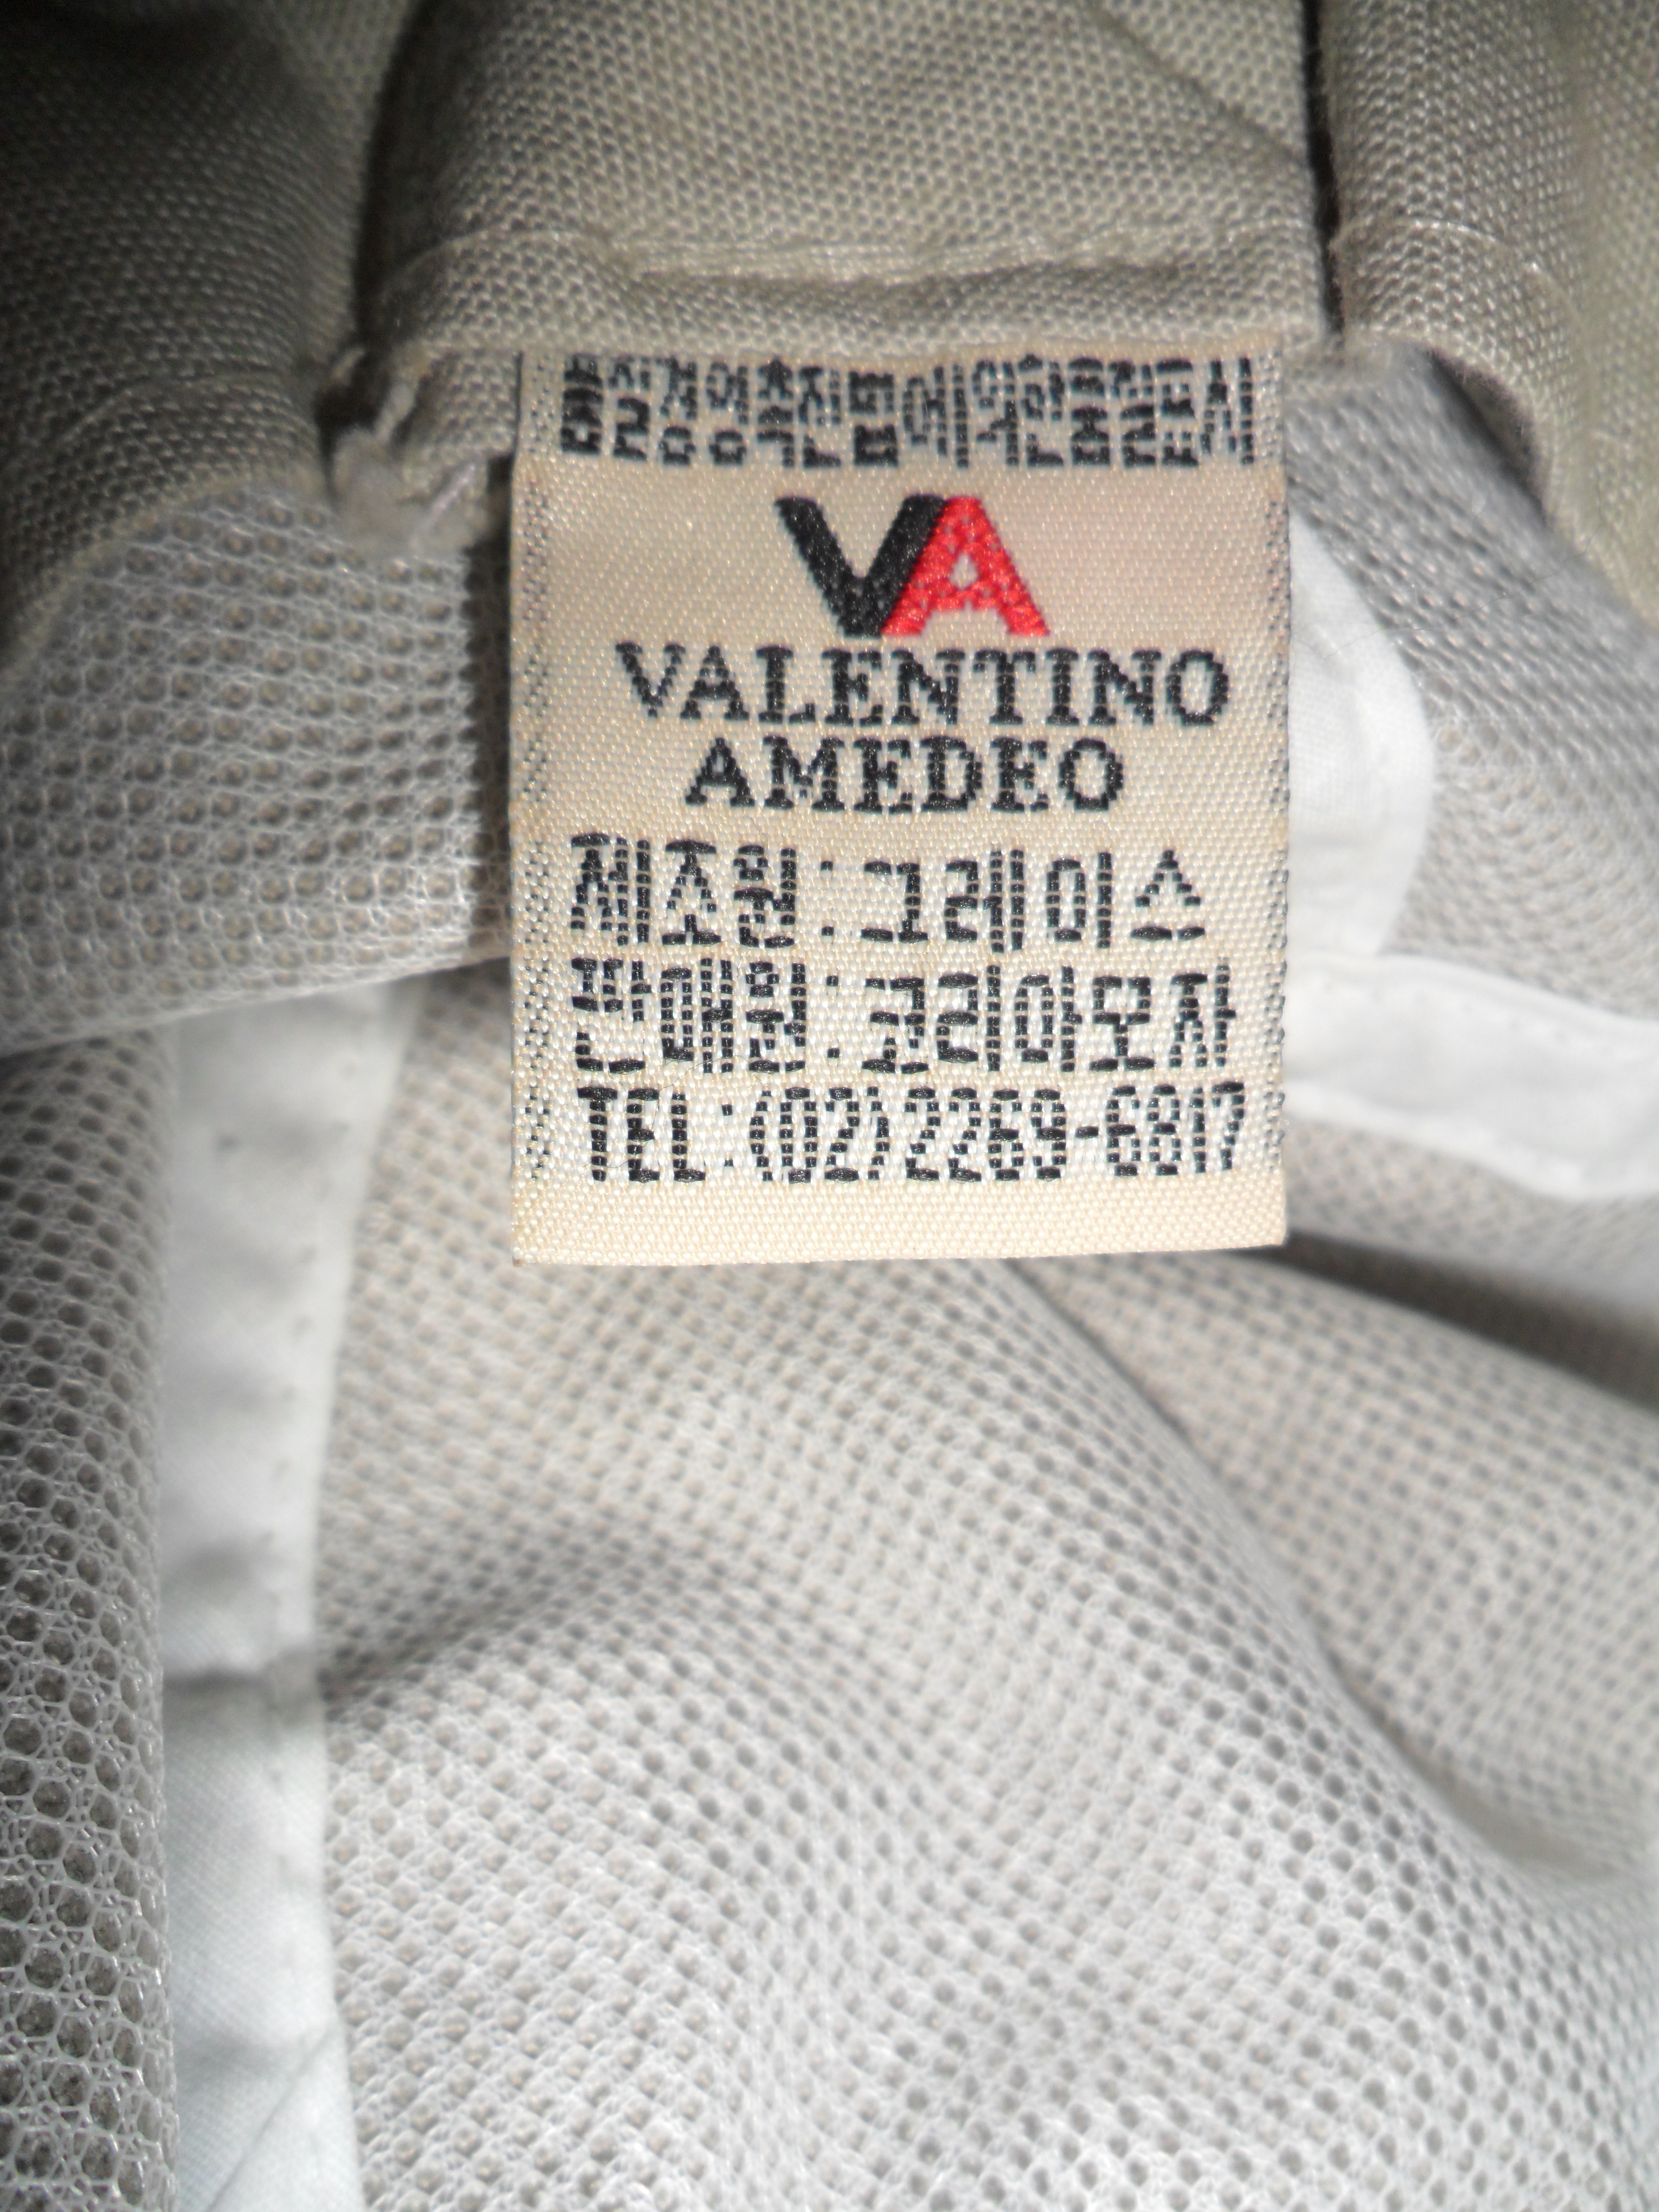 품질경영촉진법에의한품질표시
VA
VALENTINO
AMEDEO
제조원:그레이스
판매원:코리아모자
TEL:(02)2269-6817